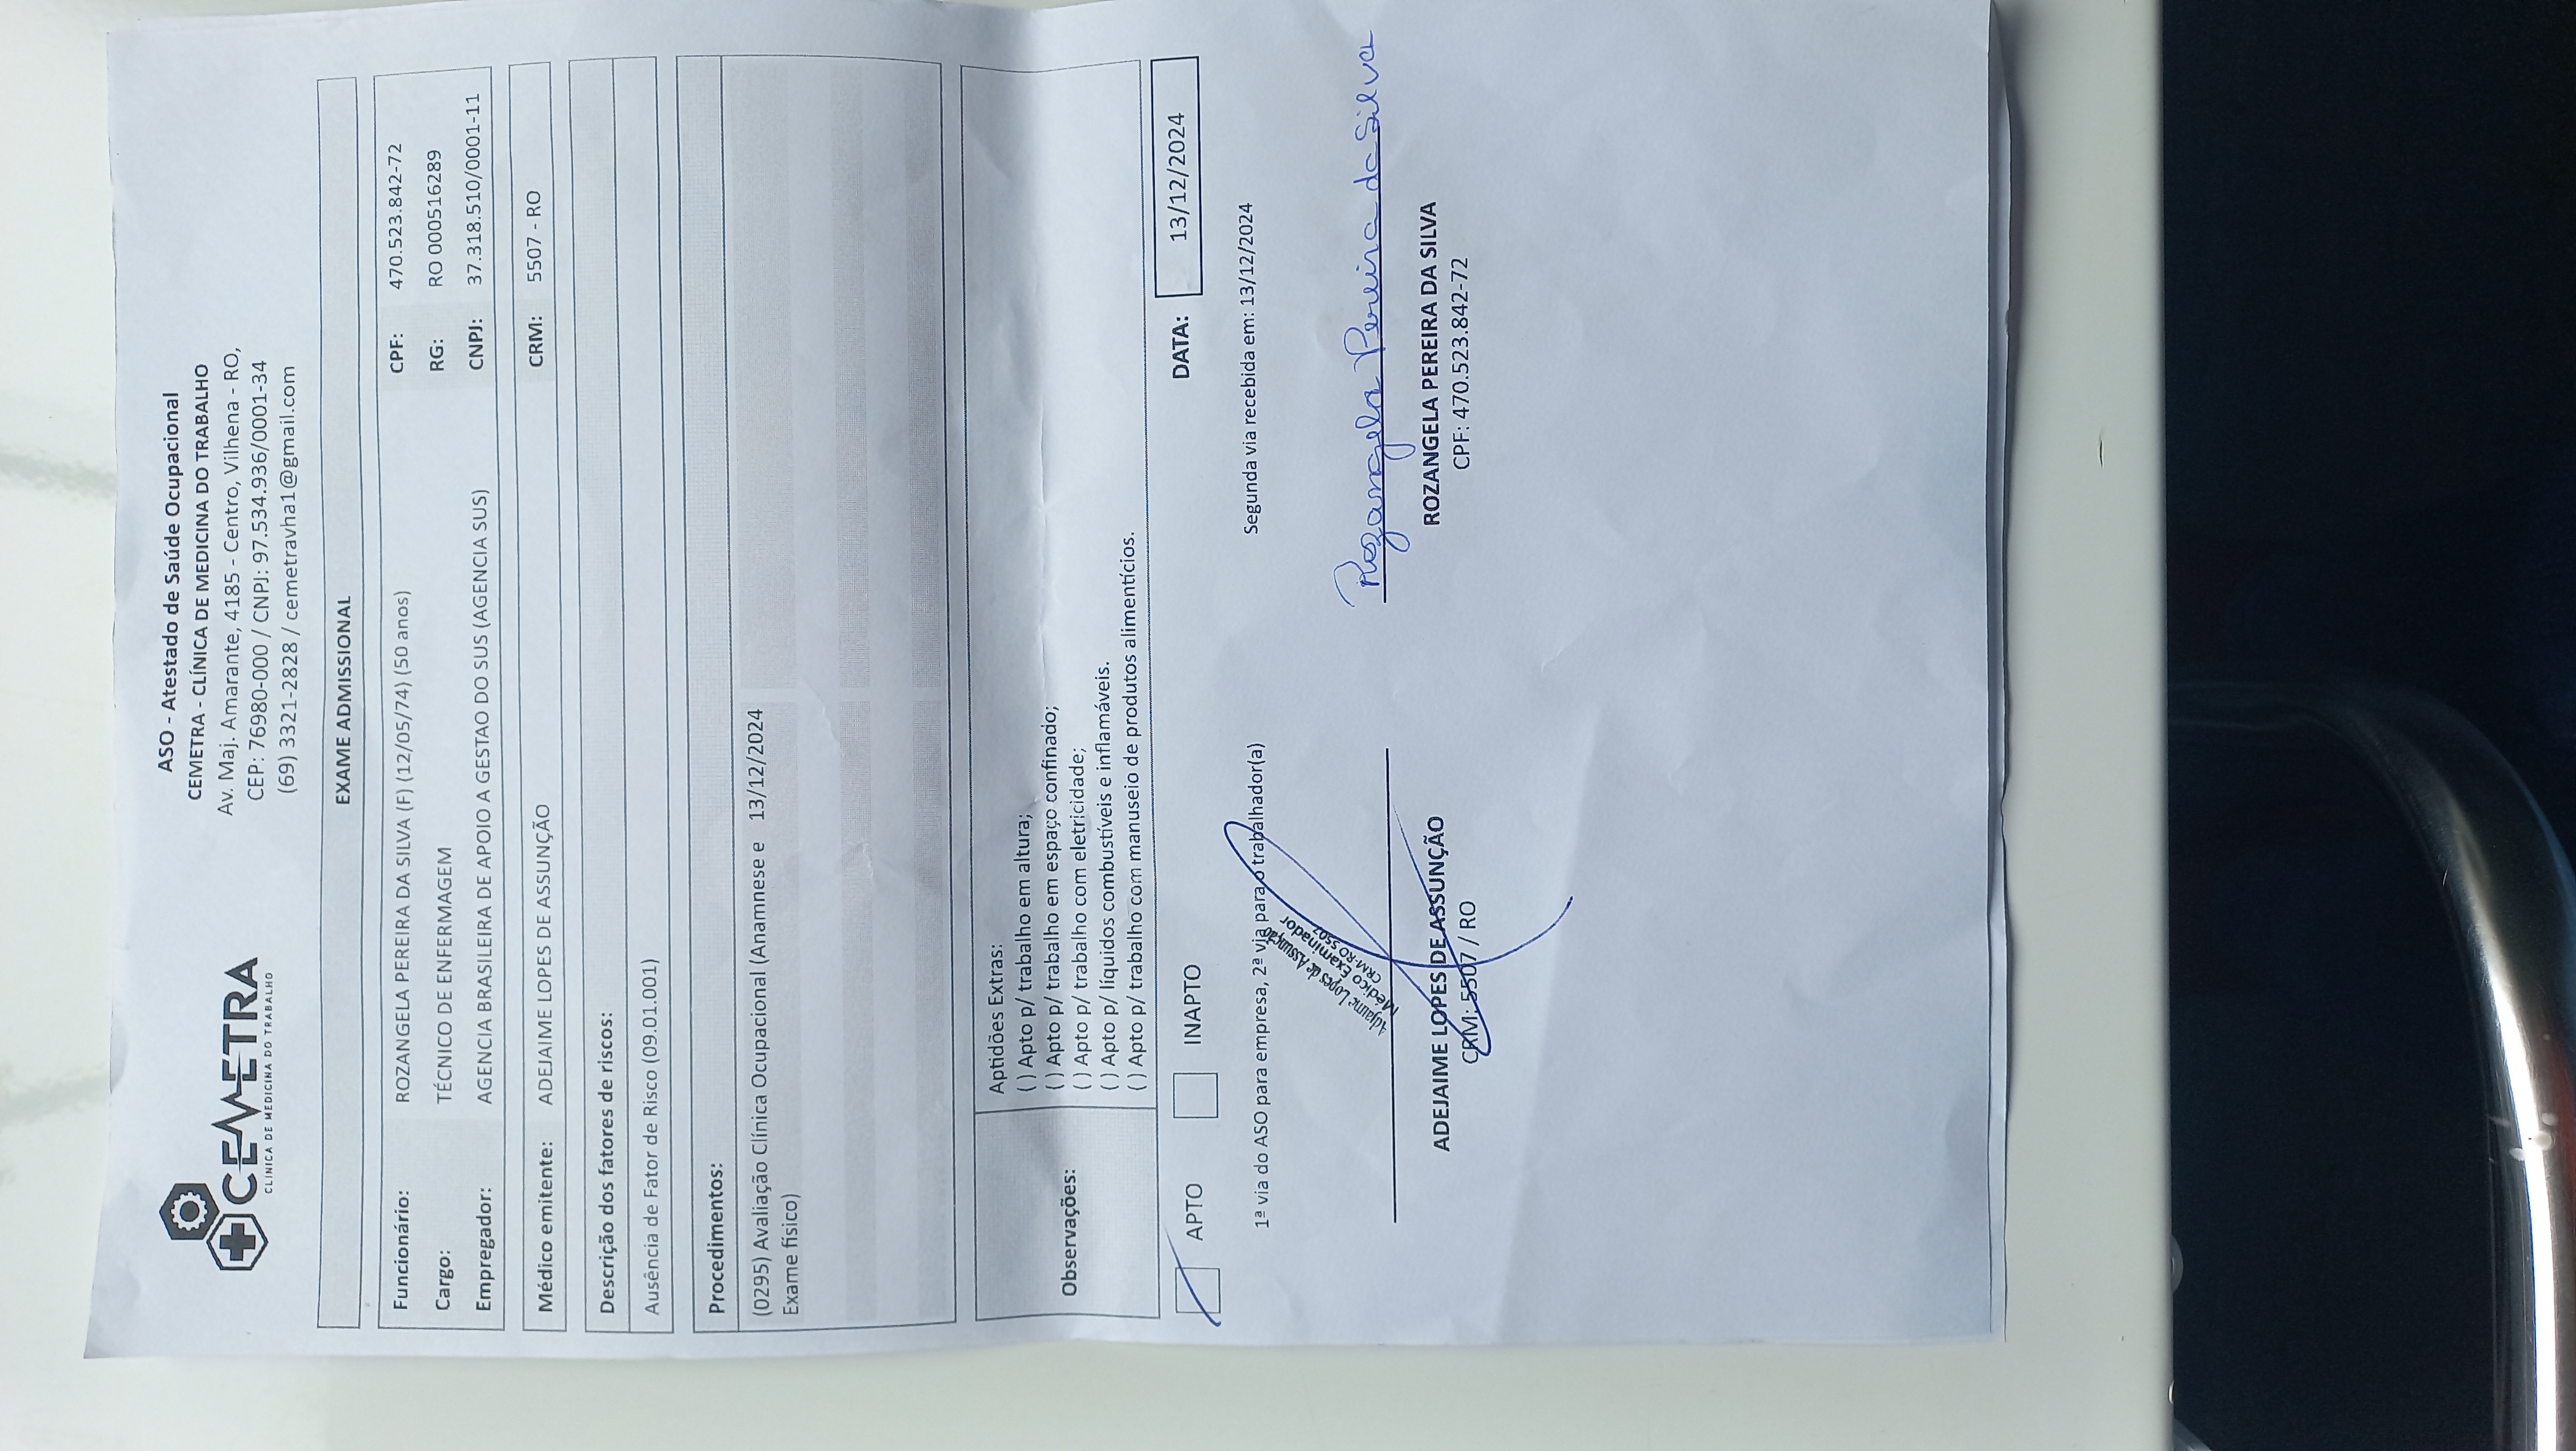 CEMETRA
CLÍNICA DE MEDICINA DO TRABALHO
ASO - Atestado de Saúde Ocupacional
CEMETRA - CLÍNICA DE MEDICINA DO TRABALHO
Av. Maj. Amarante, 4185 - Centro, Vilhena - RO,
CEP: 76980-000 / CNPJ: 97.534.936/0001-34
(69) 3321-2828 / cemetravha1@gmail.com
EXAME ADMISSIONAL
Funcionário: ROZANGELA PEREIRA DA SILVA (F) (12/05/74) (50 anos) CPF: 470.523.842-72
Cargo: TÉCNICO DE ENFERMAGEM RG: RO 000516289
Empregador: AGENCIA BRASILEIRA DE APOIO A GESTAO DO SUS (AGENCIA SUS) CNPJ: 37.318.510/0001-11
Médico emitente: ADEJAIME LOPES DE ASSUNÇÃO CRM: 5507 - RO
Descrição dos fatores de riscos:
Ausência de Fator de Risco (09.01.001)
Procedimentos:
(0295) Avaliação Clínica Ocupacional (Anamnese e 13/12/2024
Exame físico)
Observações:
Aptidões Extras:
( ) Apto p/ trabalho em altura;
( ) Apto p/ trabalho em espaço confinado;
( ) Apto p/ trabalho com eletricidade;
( ) Apto p/ líquidos combustíveis e inflamáveis.
( ) Apto p/ trabalho com manuseio de produtos alimentícios.
APTO INAPTO DATA: 13/12/2024
1ª via do ASO para empresa, 2ª via para o trabalhador(a) Segunda via recebida em: 13/12/2024
Adejaime Lopes de Assunção
Médico Examinador
CRM-RO 5507
Rozangela Pereira da Silva
ADEJAIME LOPES DE ASSUNÇÃO
CRM: 5507 / RO
ROZANGELA PEREIRA DA SILVA
CPF: 470.523.842-72